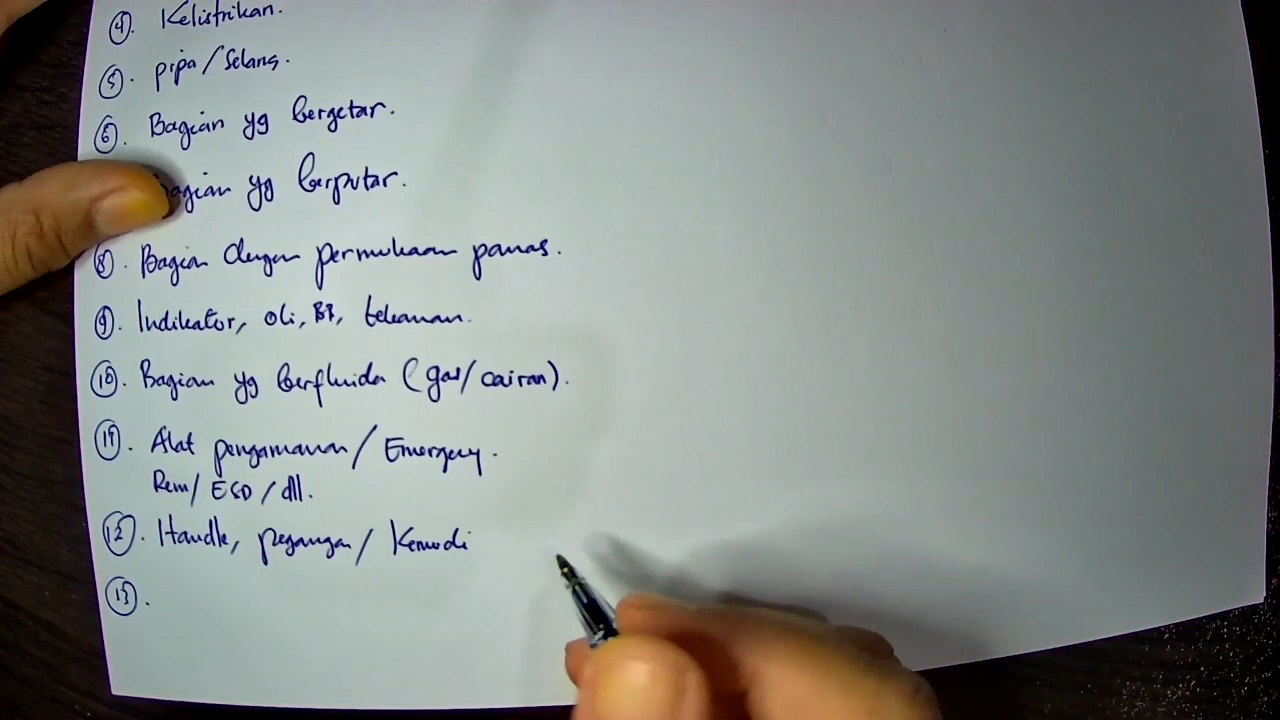 4. Kelistrikan.
5. pipa/Selang.
6. Bagian yg bergetar.
agian yg berputar.
8. Bagian dengan permukaan panas.
9. Indikator, oli, BB, tekanan.
10. Bagian yg berfluida (gas/cairan).
11. Alat pengamanan/Emergency.
Rem/ESD/dll.
12. Handle, pegangan/Kemudi
13.